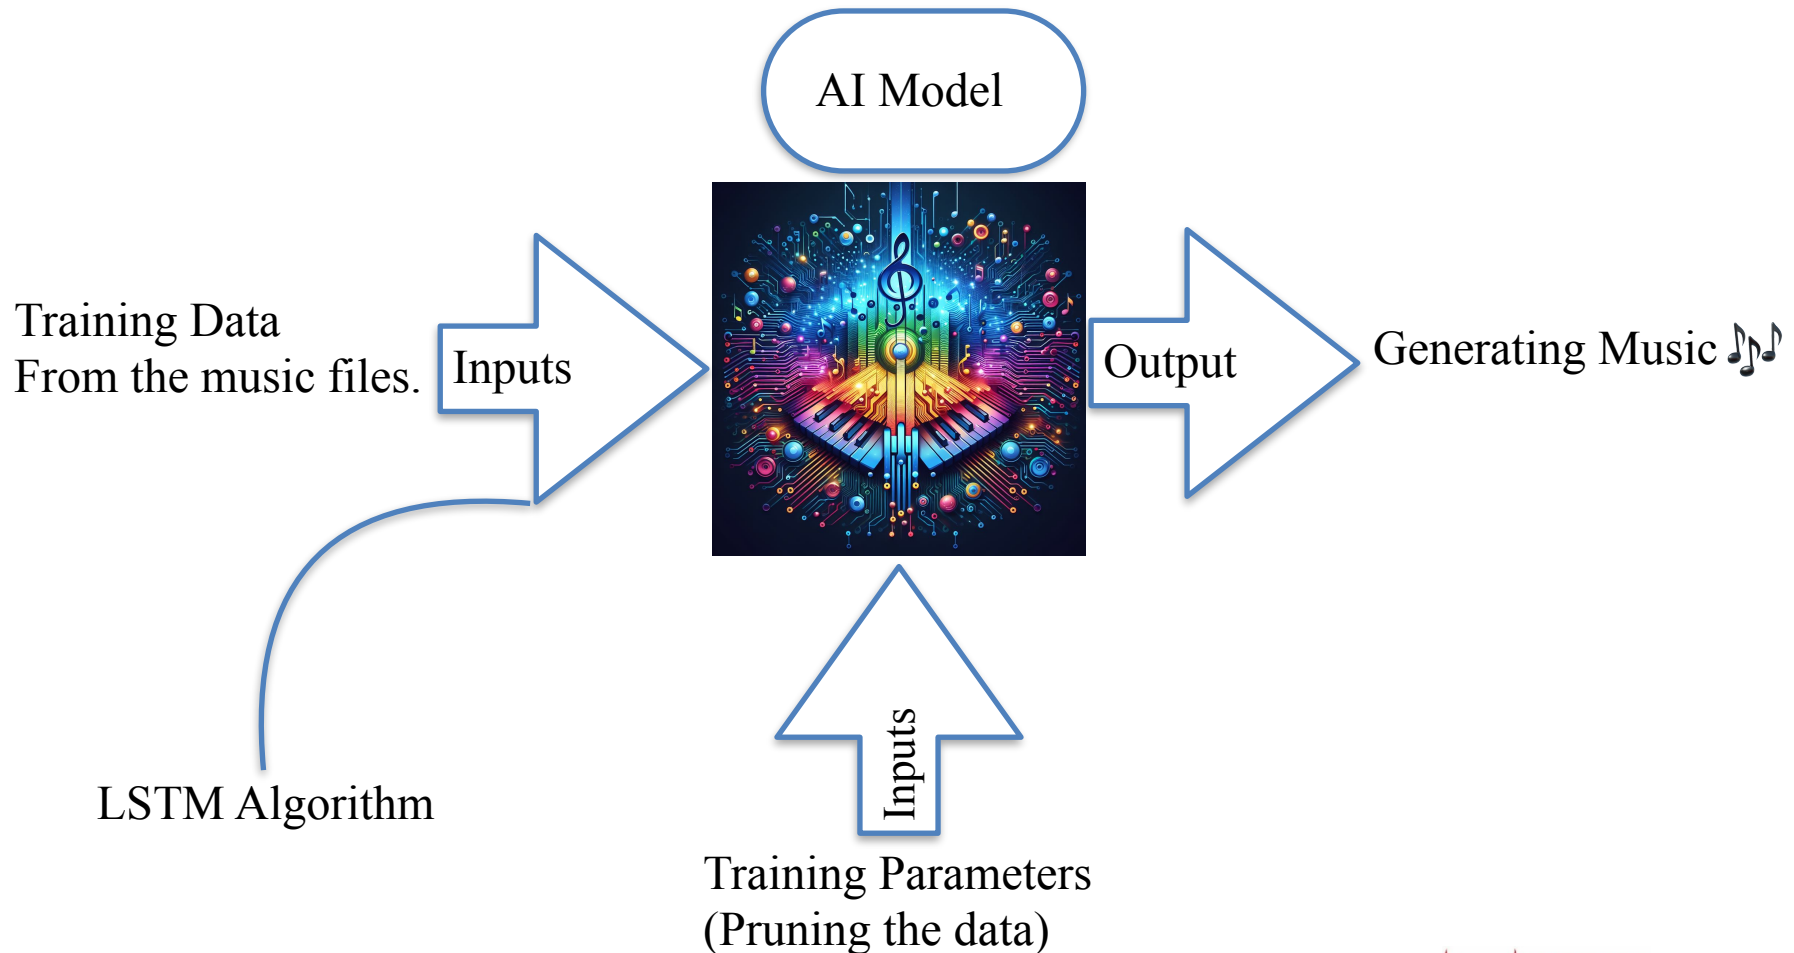 AI Model
Training Data
From the music files.
Inputs
Output
Generating Music
LSTM Algorithm
Inputs
Training Parameters
(Pruning the data)